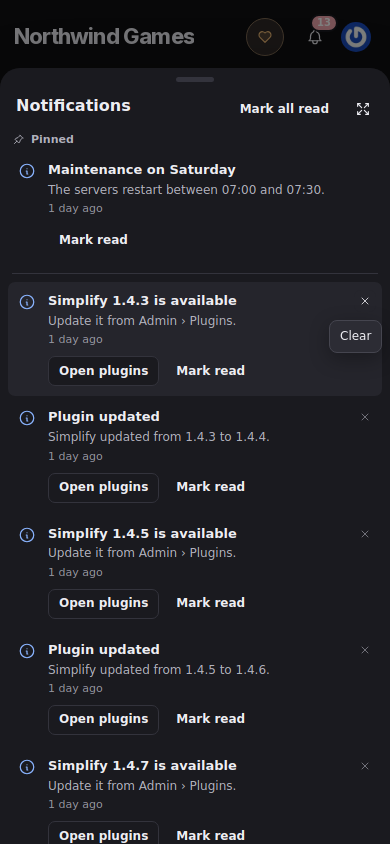 Northwind Games
13
Notifications
Mark all read
Pinned
Maintenance on Saturday
The servers restart between 07:00 and 07:30.
1 day ago
Mark read
Simplify 1.4.3 is available
Update it from Admin › Plugins.
1 day ago
Clear
Open plugins
Mark read
Plugin updated
Simplify updated from 1.4.3 to 1.4.4.
1 day ago
Open plugins
Mark read
Simplify 1.4.5 is available
Update it from Admin › Plugins.
1 day ago
Open plugins
Mark read
Plugin updated
Simplify updated from 1.4.5 to 1.4.6.
1 day ago
Open plugins
Mark read
Simplify 1.4.7 is available
Update it from Admin › Plugins.
1 day ago
Open plugins
Mark read